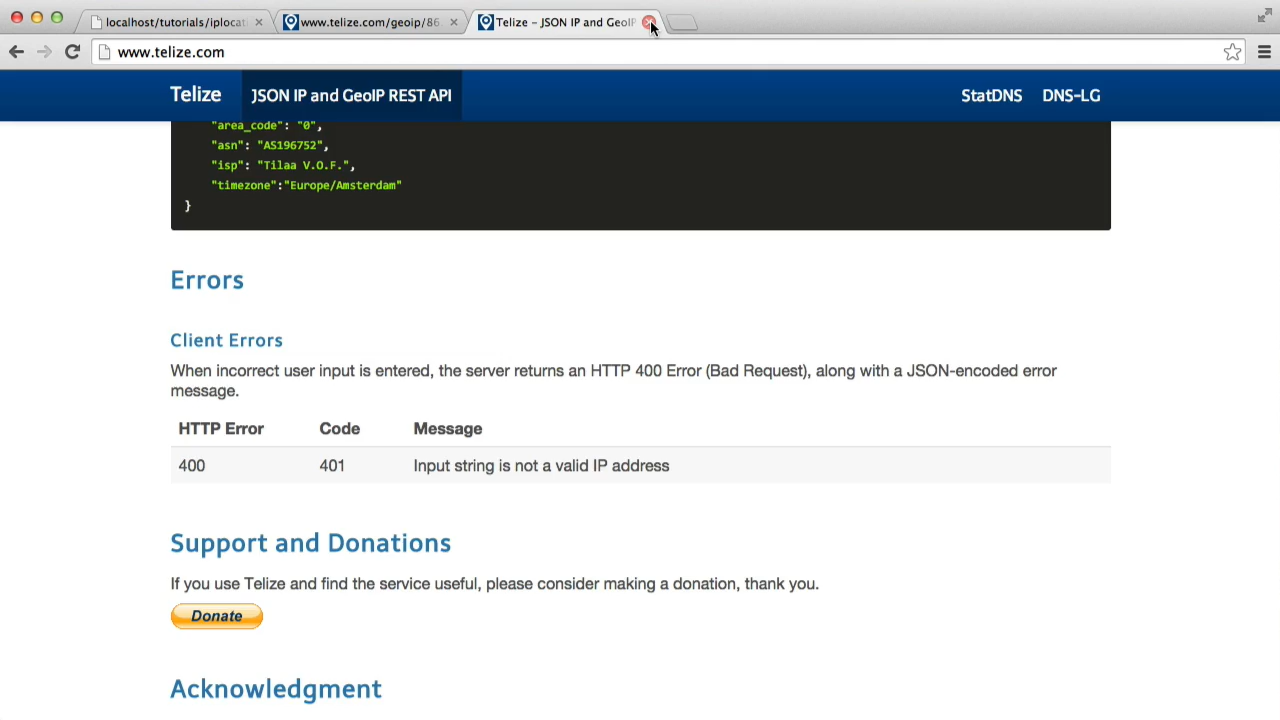 localhost/tutorials/iplocati
www.telize.com/geoip/86.
Telize – JSON IP and GeoIP
www.telize.com
Telize
JSON IP and GeoIP REST API
StatDNS
DNS-LG
"area_code": "0",
"asn": "AS196752",
"isp": "Tilaa V.O.F.",
"timezone":"Europe/Amsterdam"
}
Errors
Client Errors
When incorrect user input is entered, the server returns an HTTP 400 Error (Bad Request), along with a JSON-encoded error
message.
HTTP Error Code Message
400 401 Input string is not a valid IP address
Support and Donations
If you use Telize and find the service useful, please consider making a donation, thank you.
Donate
Acknowledgment